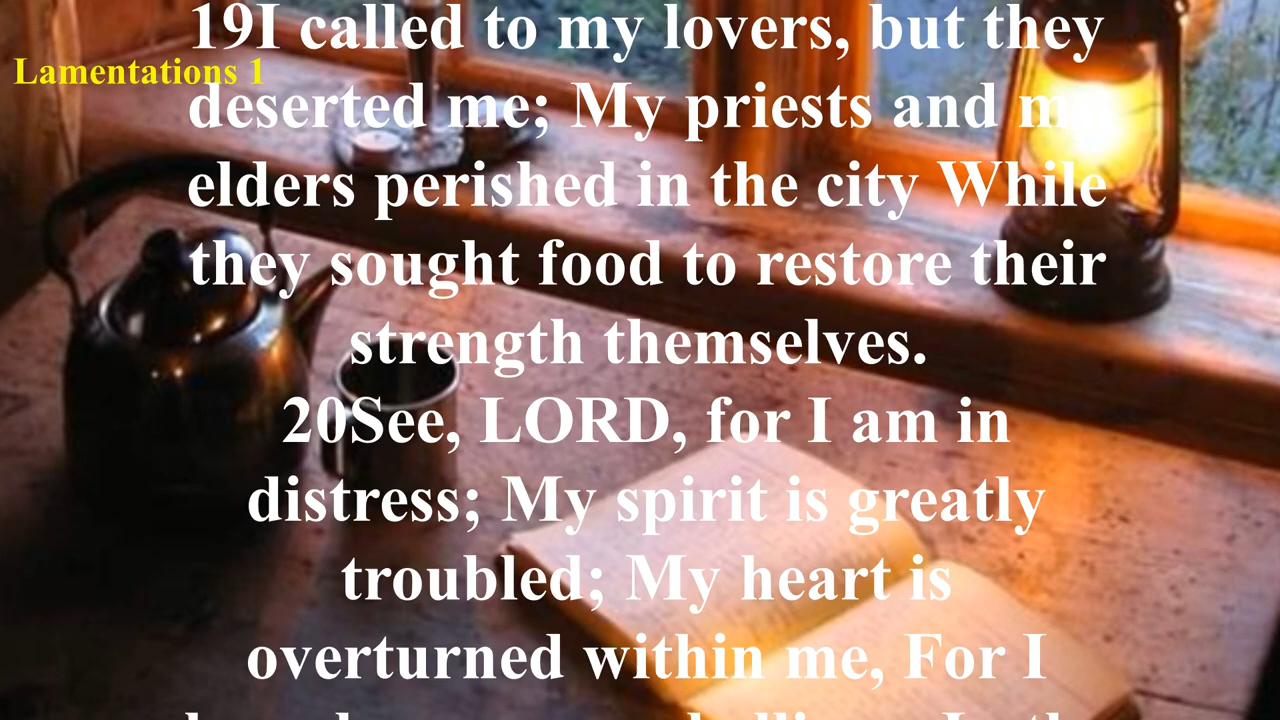 19I called to my lovers, but they
Lamentations 1
deserted me; My priests and my
elders perished in the city While
they sought food to restore their
strength themselves.
20See, LORD, for I am in
distress; My spirit is greatly
troubled; My heart is
overturned within me, For I